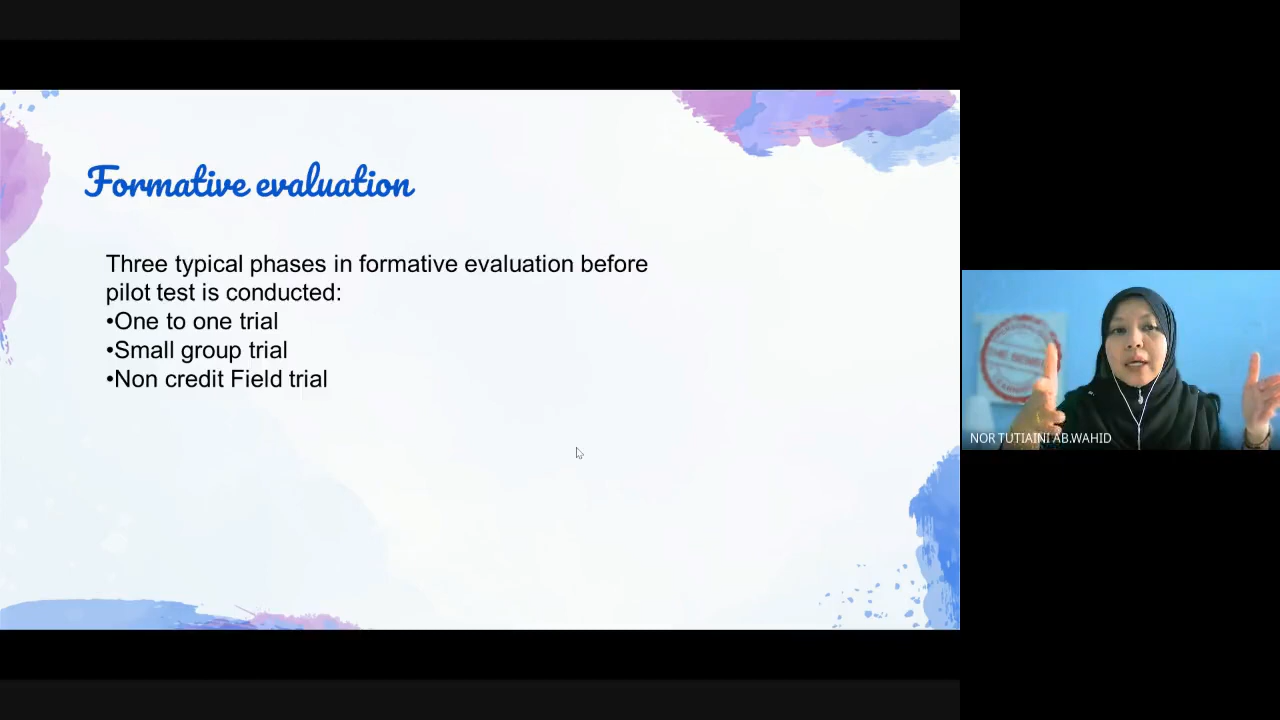 Formative evaluation
Three typical phases in formative evaluation before
pilot test is conducted:
•One to one trial
•Small group trial
•Non credit Field trial
NOR TUTIAINI AB.WAHID